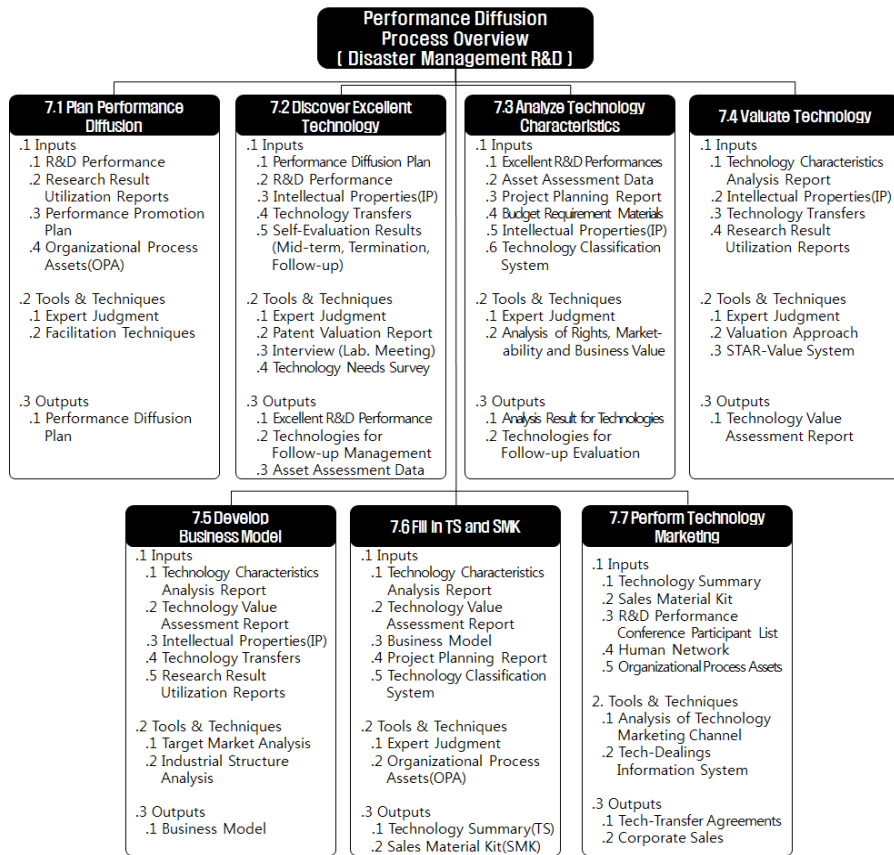 Performance Diffusion
Process Overview
( Disaster Management R&D )
7.1 Plan Performance
Diffusion
.1 Inputs
.1 R&D Performance
.2 Research Result
Utilization Reports
.3 Performance Promotion
Plan
.4 Organizational Process
Assets(OPA)
.2 Tools & Techniques
.1 Expert Judgment
.2 Facilitation Techniques
.3 Outputs
.1 Performance Diffusion
Plan
7.2 Discover Excellent
Technology
.1 Inputs
.1 Performance Diffusion Plan
.2 R&D Performance
.3 Intellectual Properties(IP)
.4 Technology Transfers
.5 Self-Evaluation Results
(Mid-term, Termination,
Follow-up)
.2 Tools & Techniques
.1 Expert Judgment
.2 Patent Valuation Report
.3 Interview (Lab. Meeting)
.4 Technology Needs Survey
.3 Outputs
.1 Excellent R&D Performance
.2 Technologies for
Follow-up Management
.3 Asset Assessment Data
7.3 Analyze Technology
Characteristics
.1 Inputs
.1 Excellent R&D Performances
.2 Asset Assessment Data
.3 Project Planning Report
.4 Budget Requirement Materials
.5 Intellectual Properties(IP)
.6 Technology Classification
System
.2 Tools & Techniques
.1 Expert Judgment
.2 Analysis of Rights, Market-
ability and Business Value
.3 Outputs
.1 Analysis Result for Technologies
.2 Technologies for
Follow-up Evaluation
7.4 Valuate Technology
.1 Inputs
.1 Technology Characteristics
Analysis Report
.2 Intellectual Properties(IP)
.3 Technology Transfers
.4 Research Result
Utilization Reports
.2 Tools & Techniques
.1 Expert Judgment
.2 Valuation Approach
.3 STAR-Value System
.3 Outputs
.1 Technology Value
Assessment Report
7.5 Develop
Business Model
.1 Inputs
.1 Technology Characteristics
Analysis Report
.2 Technology Value
Assessment Report
.3 Intellectual Properties(IP)
.4 Technology Transfers
.5 Research Result
Utilization Reports
.2 Tools & Techniques
.1 Target Market Analysis
.2 Industrial Structure
Analysis
.3 Outputs
.1 Business Model
7.6 Fill in TS and SMK
.1 Inputs
.1 Technology Characteristics
Analysis Report
.2 Technology Value
Assessment Report
.3 Business Model
.4 Project Planning Report
.5 Technology Classification
System
.2 Tools & Techniques
.1 Expert Judgment
.2 Organizational Process
Assets(OPA)
.3 Outputs
.1 Technology Summary(TS)
.2 Sales Material Kit(SMK)
7.7 Perform Technology
Marketing
.1 Inputs
.1 Technology Summary
.2 Sales Material Kit
.3 R&D Performance
Conference Participant List
.4 Human Network
.5 Organizational Process Assets
2. Tools & Techniques
.1 Analysis of Technology
Marketing Channel
.2 Tech-Dealings
Information System
.3 Outputs
.1 Tech-Transfer Agreements
.2 Corporate Sales